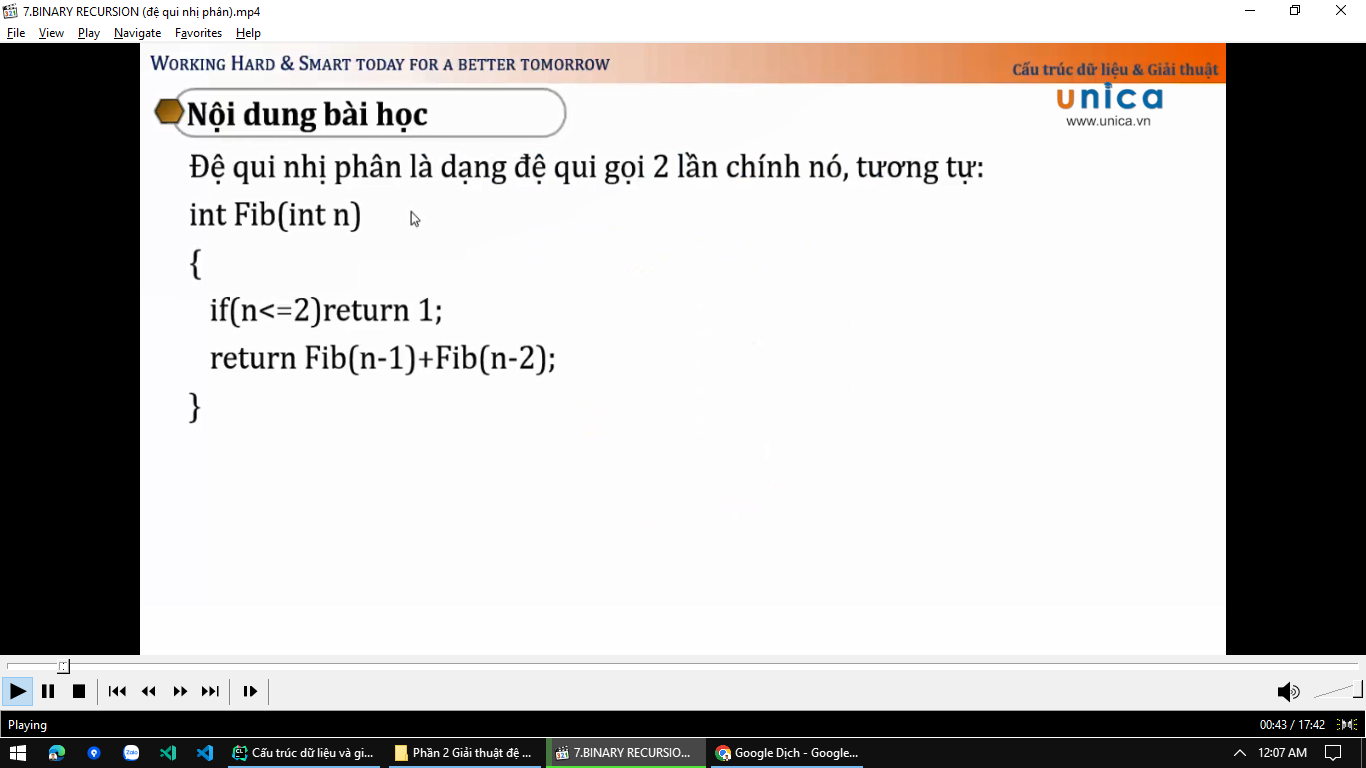 7.BINARY RECURSION (đệ qui nhị phân).mp4
File View Play Navigate Favorites Help
WORKING HARD & SMART TODAY FOR A BETTER TOMORROW
Cấu trúc dữ liệu & Giải thuật
unica
www.unica.vn
Nội dung bài học
Đệ qui nhị phân là dạng đệ qui gọi 2 lần chính nó, tương tự:
int Fib(int n)
{
if(n<=2)return 1;
return Fib(n-1)+Fib(n-2);
}
Playing
00:43 / 17:42
Zalo
Cấu trúc dữ liệu và gi...
Phần 2 Giải thuật đệ ...
7.BINARY RECURSIO...
Google Dịch - Google...
12:07 AM